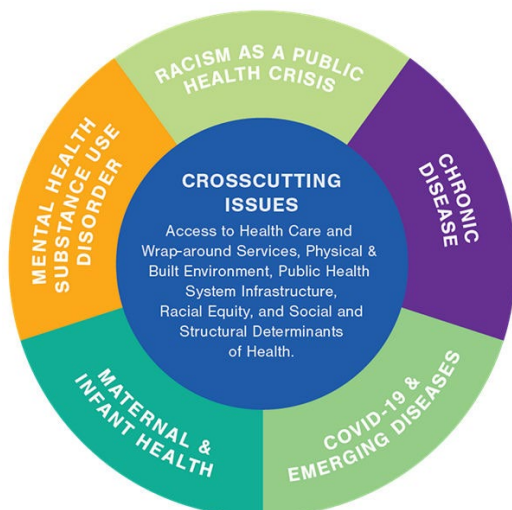 RACISM AS A PUBLIC
HEALTH CRISIS
CHRONIC
DISEASE
COVID-19 &
EMERGING DISEASES
MATERNAL &
INFANT HEALTH
MENTAL HEALTH
SUBSTANCE USE
DISORDER
CROSSCUTTING
ISSUES
Access to Health Care and
Wrap-around Services, Physical &
Built Environment, Public Health
System Infrastructure,
Racial Equity, and Social and
Structural Determinants
of Health.